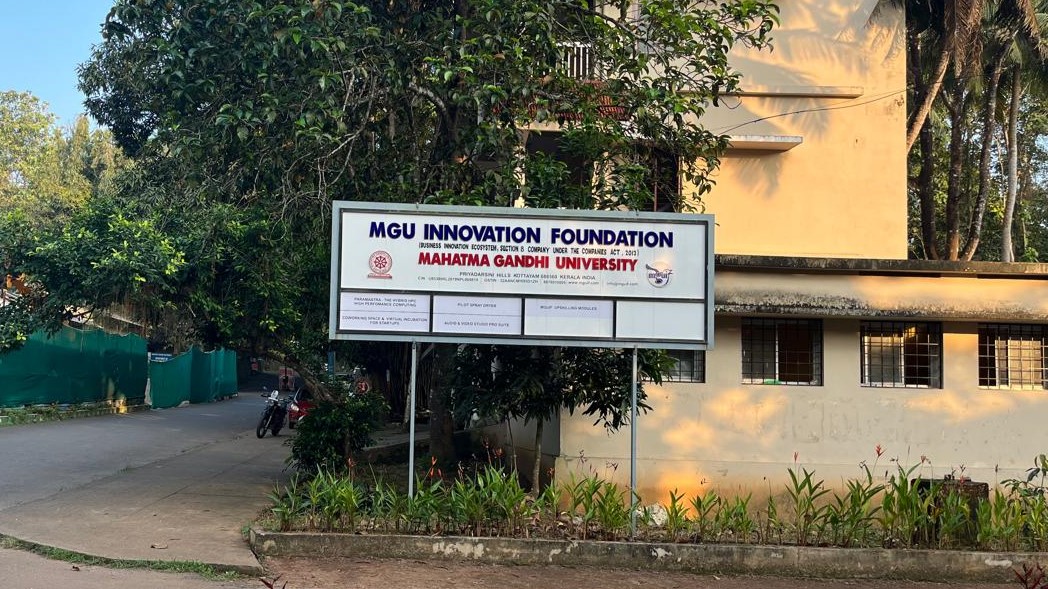 MGU INNOVATION FOUNDATION
(BUSINESS INNOVATION ECOSYSTEM, SECTION 8 COMPANY UNDER THE COMPANIES ACT, 2013)
MAHATMA GANDHI UNIVERSITY
PRIYADARSINI HILLS KOTTAYAM 686560 KERALA INDIA
PARAMANTRA - THE HYBRID HPC
HIGH PERFORMANCE COMPUTING
PILOT SPRAY DRYER
MGUIF UPSKILLING MODULES
COWORKING SPACE & VIRTUAL INCUBATION
FOR STARTUPS
AUDIO & VIDEO STUDIO PRO SUITE